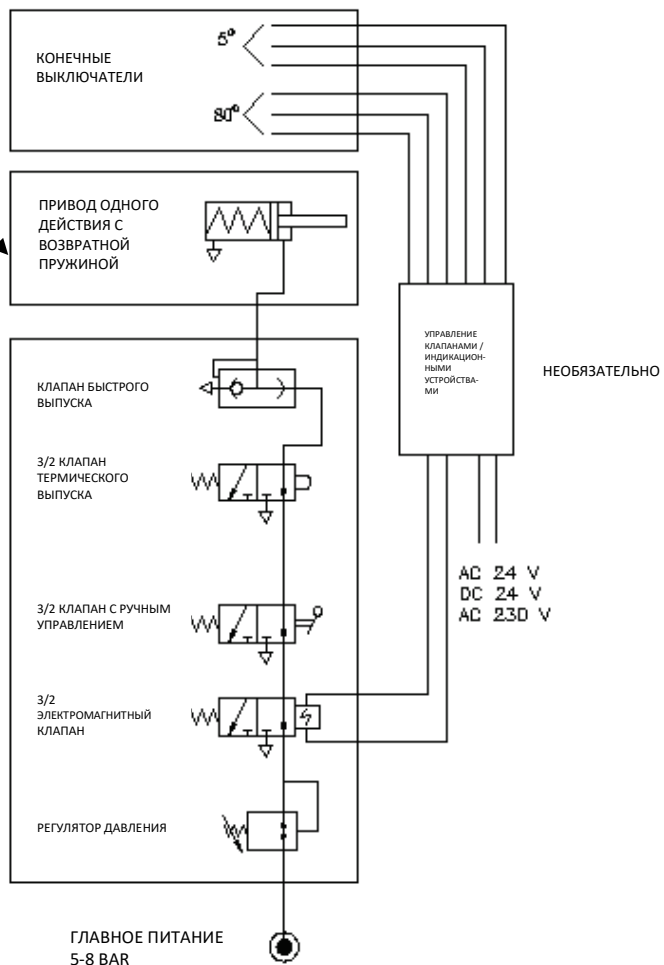 КОНЕЧНЫЕ
ВЫКЛЮЧАТЕЛИ
5°
80°
ПРИВОД ОДНОГО
ДЕЙСТВИЯ С
ВОЗВРАТНОЙ
ПРУЖИНОЙ
УПРАВЛЕНИЕ
КЛАПАНАМИ /
ИНДИКАЦИОН-
НЫМИ
УСТРОЙСТВА-
МИ
НЕОБЯЗАТЕЛЬНО
КЛАПАН БЫСТРОГО
ВЫПУСКА
3/2 КЛАПАН
ТЕРМИЧЕСКОГО
ВЫПУСКА
AC 24 V
DC 24 V
AC 230 V
3/2 КЛАПАН С РУЧНЫМ
УПРАВЛЕНИЕМ
3/2
ЭЛЕКТРОМАГНИТНЫЙ
КЛАПАН
РЕГУЛЯТОР ДАВЛЕНИЯ
ГЛАВНОЕ ПИТАНИЕ
5-8 BAR